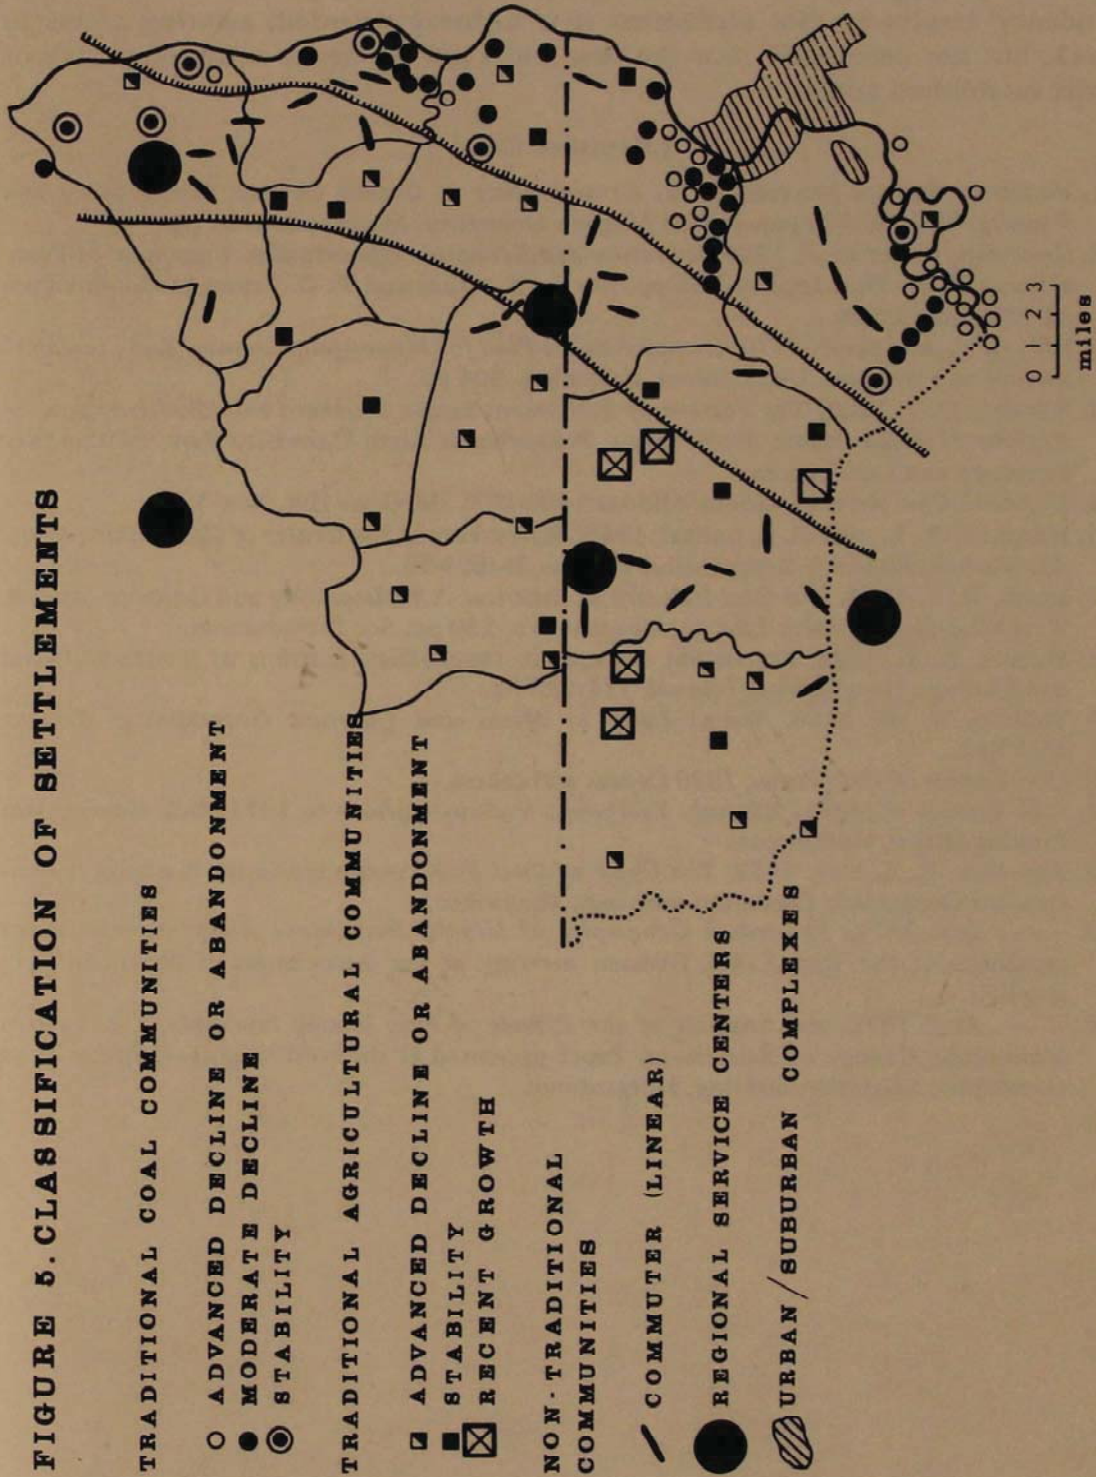 FIGURE 5. CLASSIFICATION OF SETTLEMENTS
TRADITIONAL COAL COMMUNITIES
ADVANCED DECLINE OR ABANDONMENT
MODERATE DECLINE
STABILITY
TRADITIONAL AGRICULTURAL COMMUNITIES
ADVANCED DECLINE OR ABANDONMENT
STABILITY
RECENT GROWTH
NON-TRADITIONAL
COMMUNITIES
COMMUTER (LINEAR)
REGIONAL SERVICE CENTERS
URBAN/SUBURBAN COMPLEXES
0 1 2 3
miles